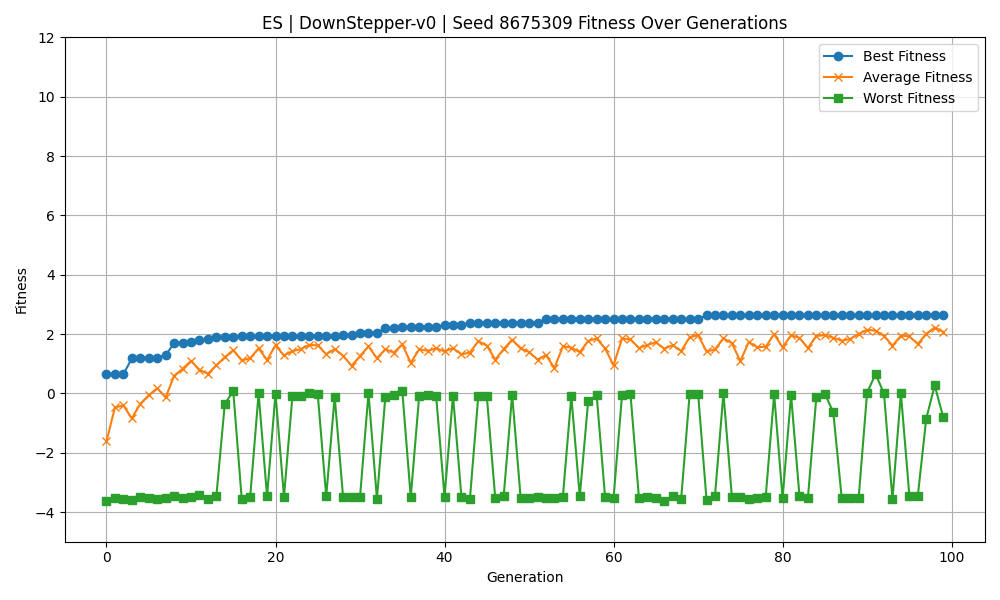 ES | DownStepper-v0 | Seed 8675309 Fitness Over Generations
12
10
8
6
4
2
0
−2
−4
Fitness
Best Fitness
Average Fitness
Worst Fitness
0 20 40 60 80 100
Generation